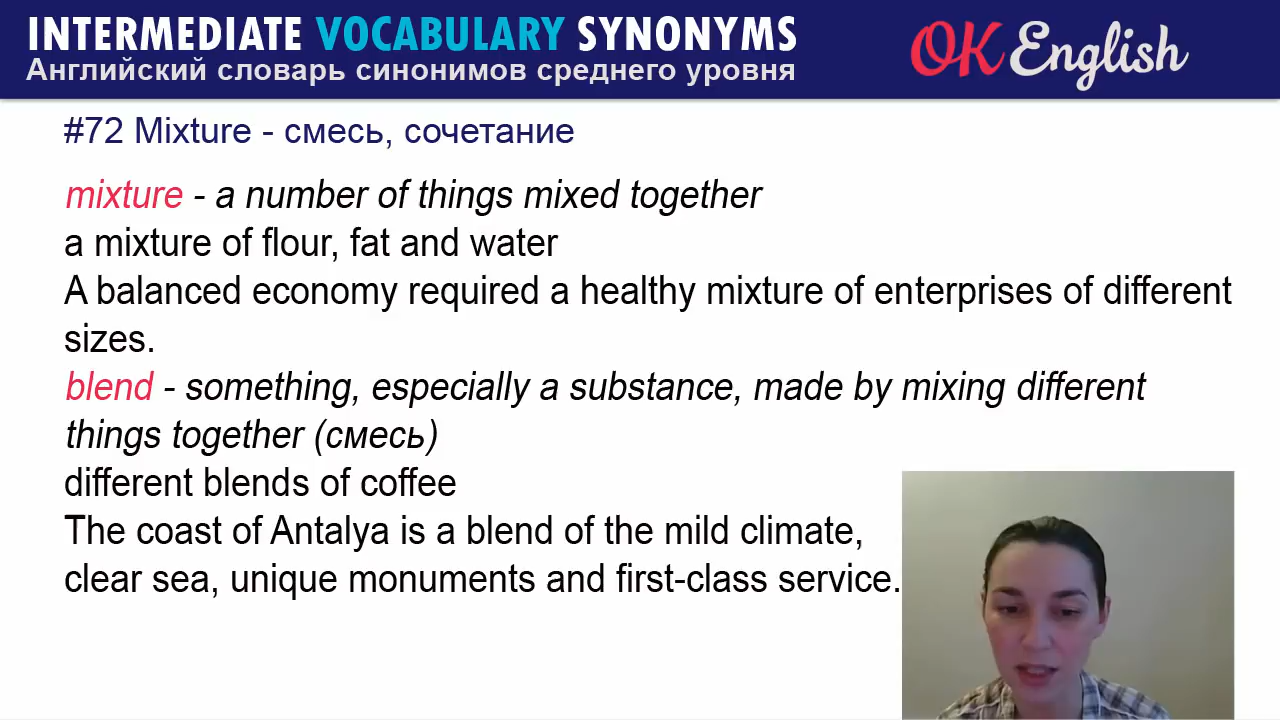 INTERMEDIATE VOCABULARY SYNONYMS
Английский словарь синонимов среднего уровня
OK English
#72 Mixture - смесь, сочетание
mixture - a number of things mixed together
a mixture of flour, fat and water
A balanced economy required a healthy mixture of enterprises of different
sizes.
blend - something, especially a substance, made by mixing different
things together (смесь)
different blends of coffee
The coast of Antalya is a blend of the mild climate,
clear sea, unique monuments and first-class service.